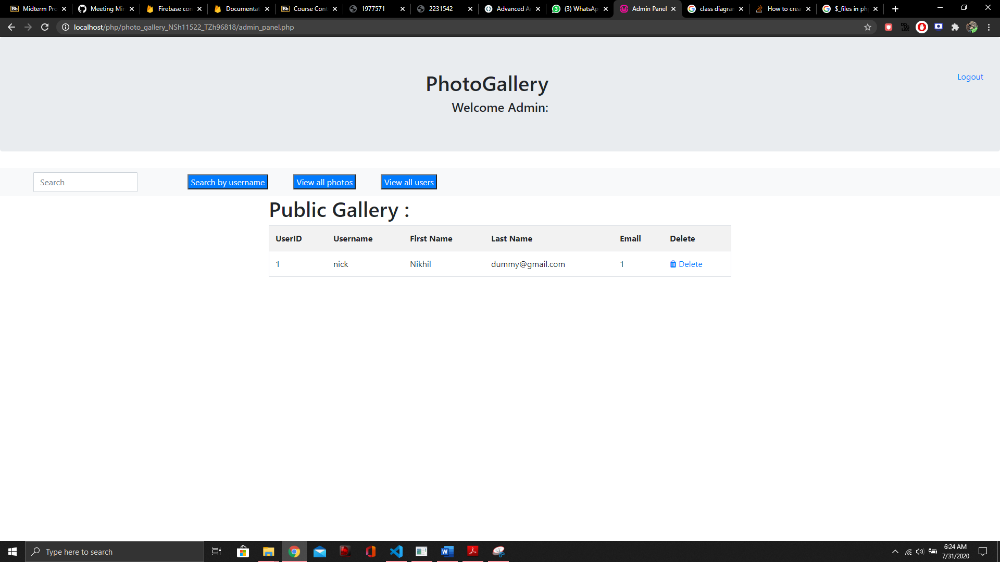 Midterm Pro
Meeting Min
Firebase con
Documentat
Course Cont
1977571
2231542
Advanced A
(3) WhatsAp
Admin Panel
class diagran
How to crea
$_files in ph
localhost/php/photo_gallery_NSh11522_TZh96818/admin_panel.php
PhotoGallery
Logout
Welcome Admin:
Search
Search by username
View all photos
View all users
Public Gallery :
UserID Username First Name Last Name Email Delete
1 nick Nikhil dummy@gmail.com 1 Delete
Type here to search
6:24 AM
7/31/2020